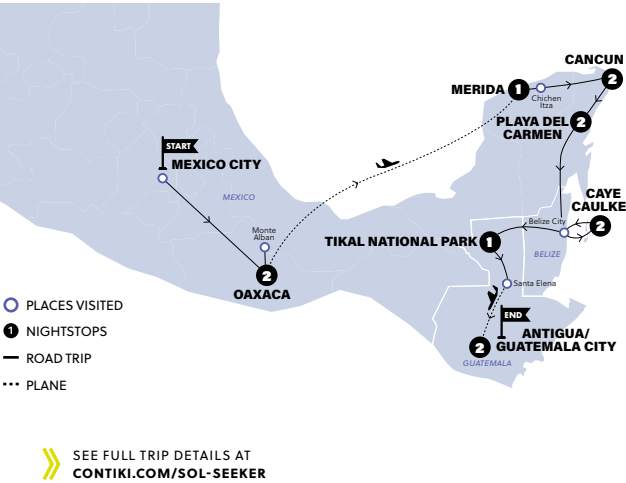 CANCUN
2
MERIDA
1
Chichen
Itza
PLAYA DEL
CARMEN
2
START
MEXICO CITY
MEXICO
CAYE
CAULKE
2
Belize City
BELIZE
Monte
Alban
TIKAL NATIONAL PARK
1
2
OAXACA
Santa Elena
END
ANTIGUA/
GUATEMALA CITY
2
GUATEMALA
PLACES VISITED
1 NIGHTSTOPS
ROAD TRIP
PLANE
SEE FULL TRIP DETAILS AT
CONTIKI.COM/SOL-SEEKER